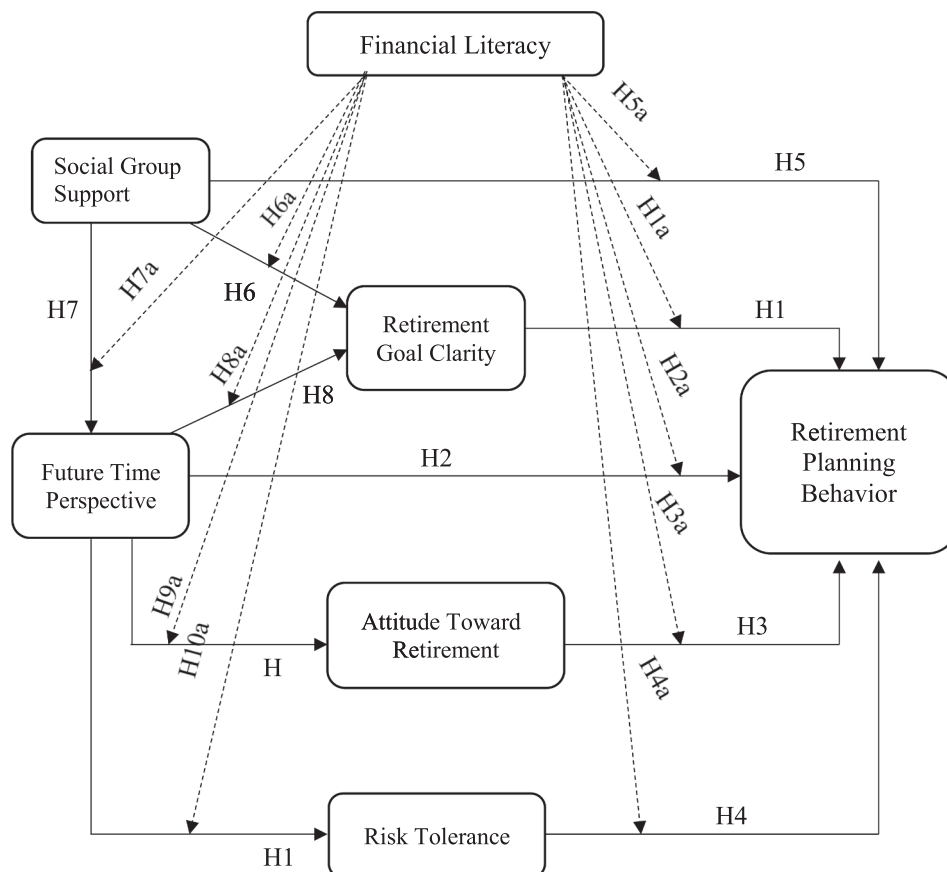 Financial Literacy
H5a
Social Group
Support
H5
H6a
H1a
H7a
H7
H6
Retirement
Goal Clarity
H1
H8a
H2a
H8
Retirement
Planning
Behavior
Future Time
Perspective
H2
H3a
H9a
H10a
Attitude Toward
Retirement
H
H3
H4a
Risk Tolerance
H1
H4